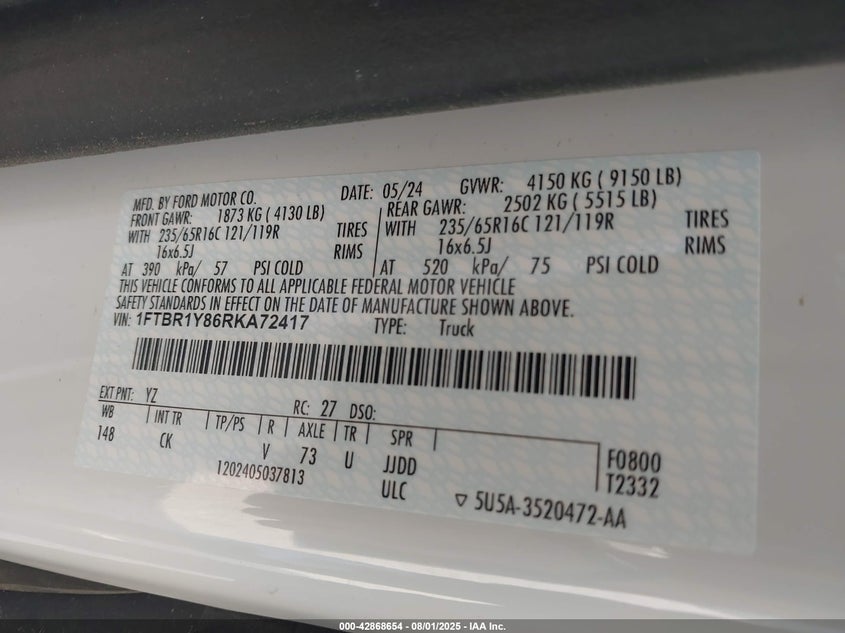 MFD. BY FORD MOTOR CO. DATE: 05/24 GVWR: 4150 KG ( 9150 LB)
FRONT GAWR: 1873 KG ( 4130 LB) REAR GAWR: 2502 KG ( 5515 LB)
WITH 235/65R16C 121/119R TIRES WITH 235/65R16C 121/119R TIRES
16x6.5J RIMS 16x6.5J RIMS
AT 390 kPa/ 57 PSI COLD AT 520 kPa/ 75 PSI COLD
THIS VEHICLE CONFORMS TO ALL APPLICABLE FEDERAL MOTOR VEHICLE
SAFETY STANDARDS IN EFFECT ON THE DATE OF MANUFACTURE SHOWN ABOVE.
VIN: 1FTBR1Y86RKA72417 TYPE: Truck
EXT PNT: YZ RC: 27 DSO:
WB INT TR TP/PS R AXLE TR SPR
148 CK V 73 U JJDD F0800
1202405037813 ULC T2332
5U5A-3520472-AA
000-42868654 — 08/01/2025 — IAA Inc.